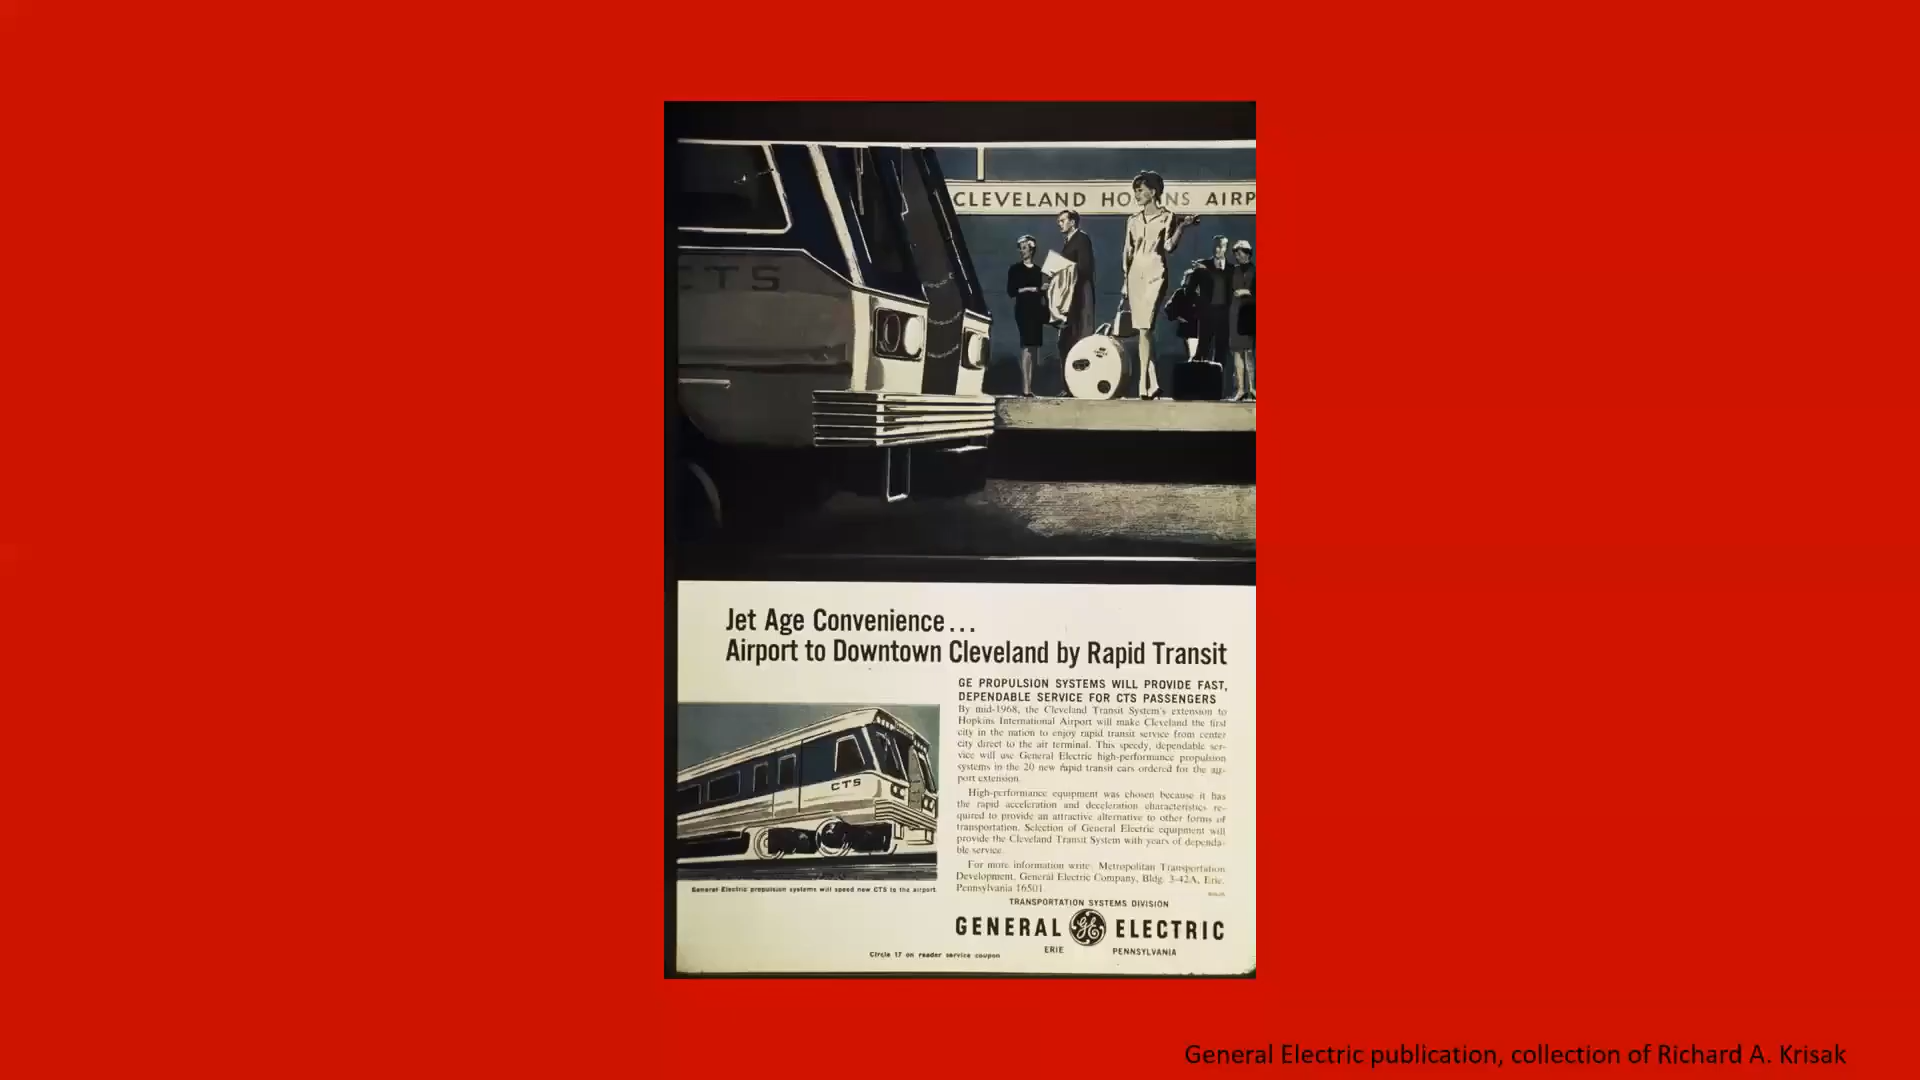 CTS
CLEVELAND HO INS AIRP
Jet Age Convenience...
Airport to Downtown Cleveland by Rapid Transit
GE PROPULSION SYSTEMS WILL PROVIDE FAST,
DEPENDABLE SERVICE FOR CTS PASSENGERS
By mid-1968, the Cleveland Transit System's extension to
Hopkins International Airport will make Cleveland the first
city in the nation to enjoy rapid transit service from center
city direct to the air terminal. This speedy, dependable ser-
vice will use General Electric high-performance propulsion
systems in the 20 new rapid transit cars ordered for the air-
port extension.
High-performance equipment was chosen because it has
the rapid acceleration and deceleration characteristics re-
quired to provide an attractive alternative to other forms of
transportation. Selection of General Electric equipment will
provide the Cleveland Transit System with years of dependa-
ble service.
For more information write: Metropolitan Transportation
Development, General Electric Company, Bldg. 3-42A, Erie,
Pennsylvania 16501.
CTS
General Electric propulsion systems will speed new CTS to the airport.
TRANSPORTATION SYSTEMS DIVISION
GENERAL GE ELECTRIC
ERIE PENNSYLVANIA
Circle 17 on reader service coupon
General Electric publication, collection of Richard A. Krisak